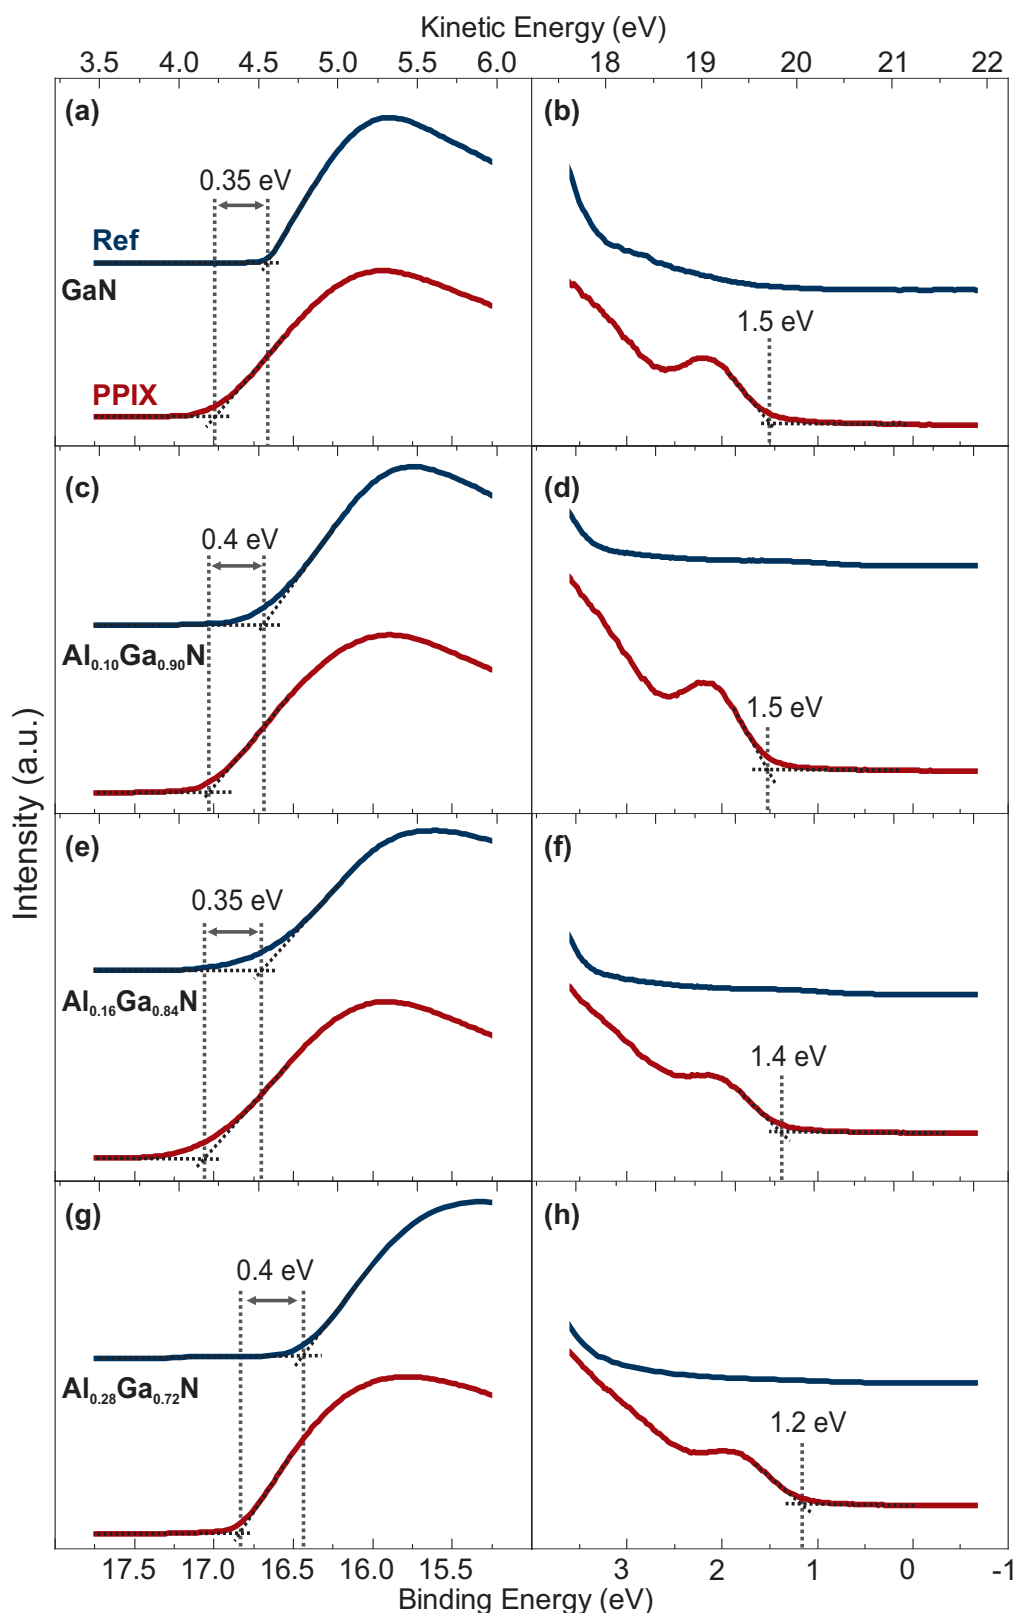 Kinetic Energy (eV)
3.5 4.0 4.5 5.0 5.5 6.0 18 19 20 21 22
(a) (b)
0.35 eV
Ref
GaN
1.5 eV
PPIX
(c) (d)
0.4 eV
Al0.10Ga0.90N
1.5 eV
Intensity (a.u.)
(e) (f)
0.35 eV
Al0.16Ga0.84N
1.4 eV
(g) (h)
0.4 eV
Al0.28Ga0.72N
1.2 eV
17.5 17.0 16.5 16.0 15.5 3 2 1 0 -1
Binding Energy (eV)